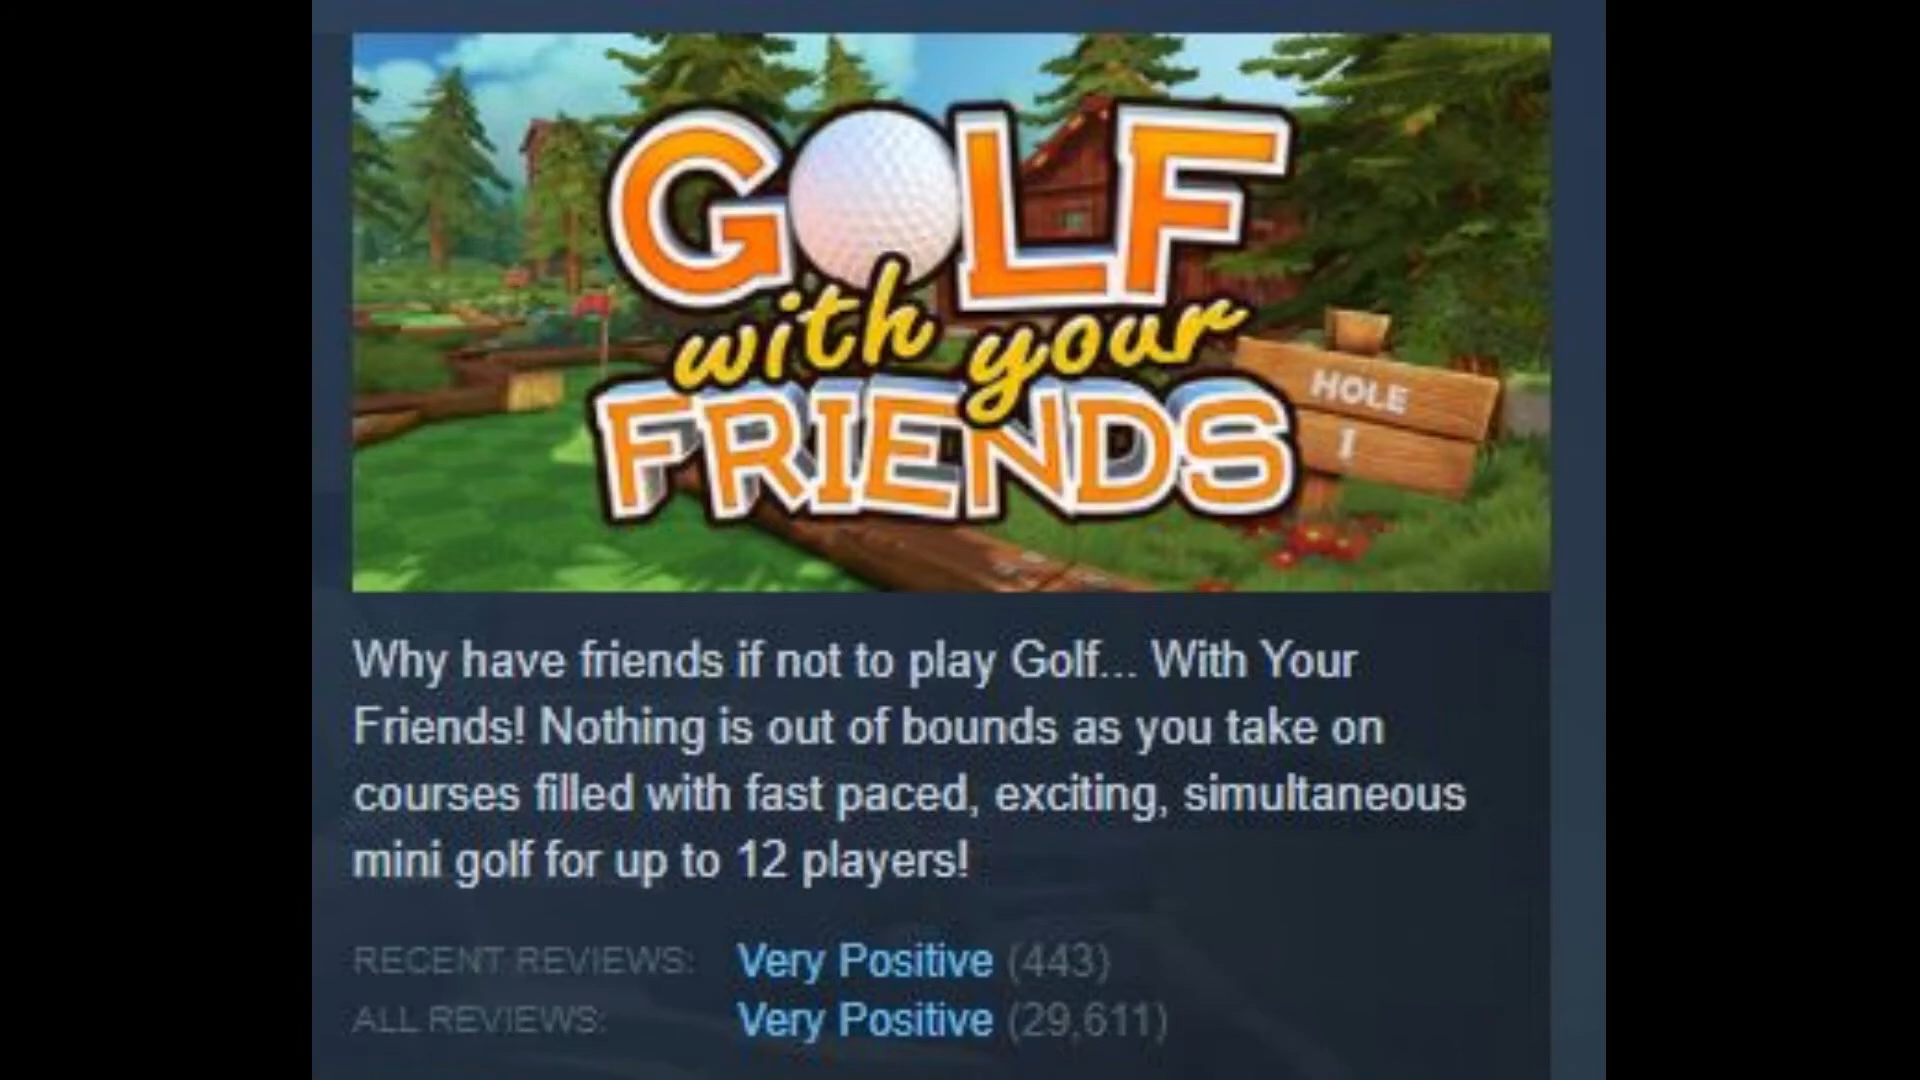 GOLF
with your
FRIENDS
HOLE
1
Why have friends if not to play Golf... With Your
Friends! Nothing is out of bounds as you take on
courses filled with fast paced, exciting, simultaneous
mini golf for up to 12 players!
RECENT REVIEWS: Very Positive (443)
ALL REVIEWS: Very Positive (29,611)